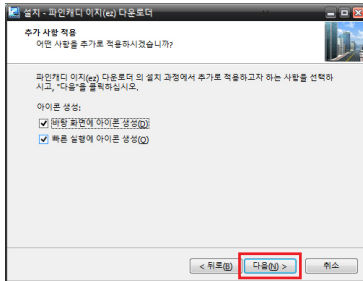 설치 - 파인캐디 이지(ez) 다운로더
추가 사항 적용
어떤 사항을 추가로 적용하시겠습니까?
파인캐디 이지(ez) 다운로더 의 설치 과정에서 추가로 적용하고자 하는 사항을 선택하
시고, "다음"을 클릭하십시오.
아이콘 생성:
바탕 화면에 아이콘 생성(D)
빠른 실행에 아이콘 생성(Q)
< 뒤로(B) 다음(N) > 취소